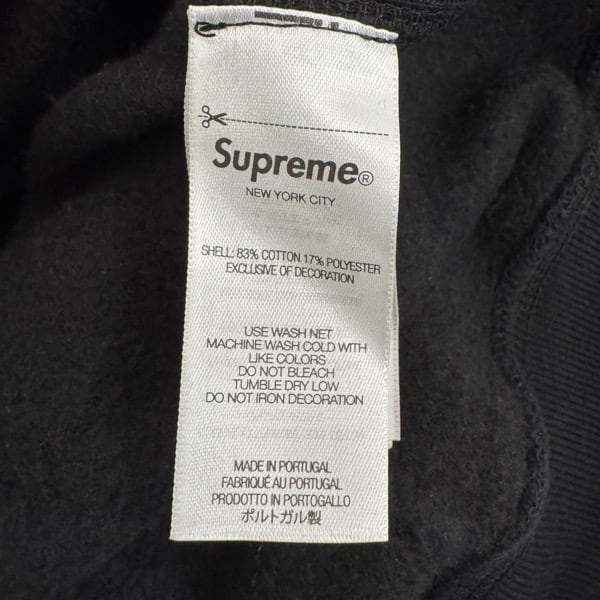 Supreme®
NEW YORK CITY
SHELL: 83% COTTON 17% POLYESTER
EXCLUSIVE OF DECORATION
USE WASH NET
MACHINE WASH COLD WITH
LIKE COLORS
DO NOT BLEACH
TUMBLE DRY LOW
DO NOT IRON DECORATION
MADE IN PORTUGAL
FABRIQUÉ AU PORTUGAL
PRODOTTO IN PORTOGALLO
ポルトガル製